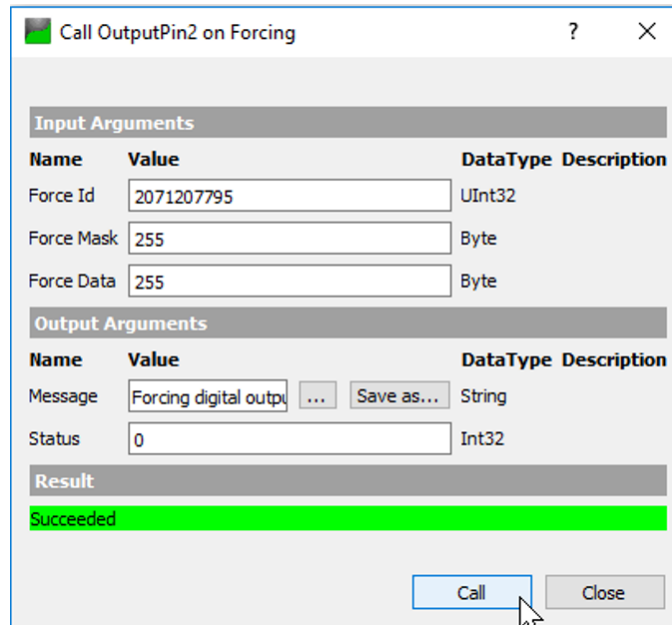 Call OutputPin2 on Forcing
Input Arguments
Name Value DataType Description
Force Id 2071207795 UInt32
Force Mask 255 Byte
Force Data 255 Byte
Output Arguments
Name Value DataType Description
Message Forcing digital outpu ... Save as... String
Status 0 Int32
Result
Succeeded
Call Close